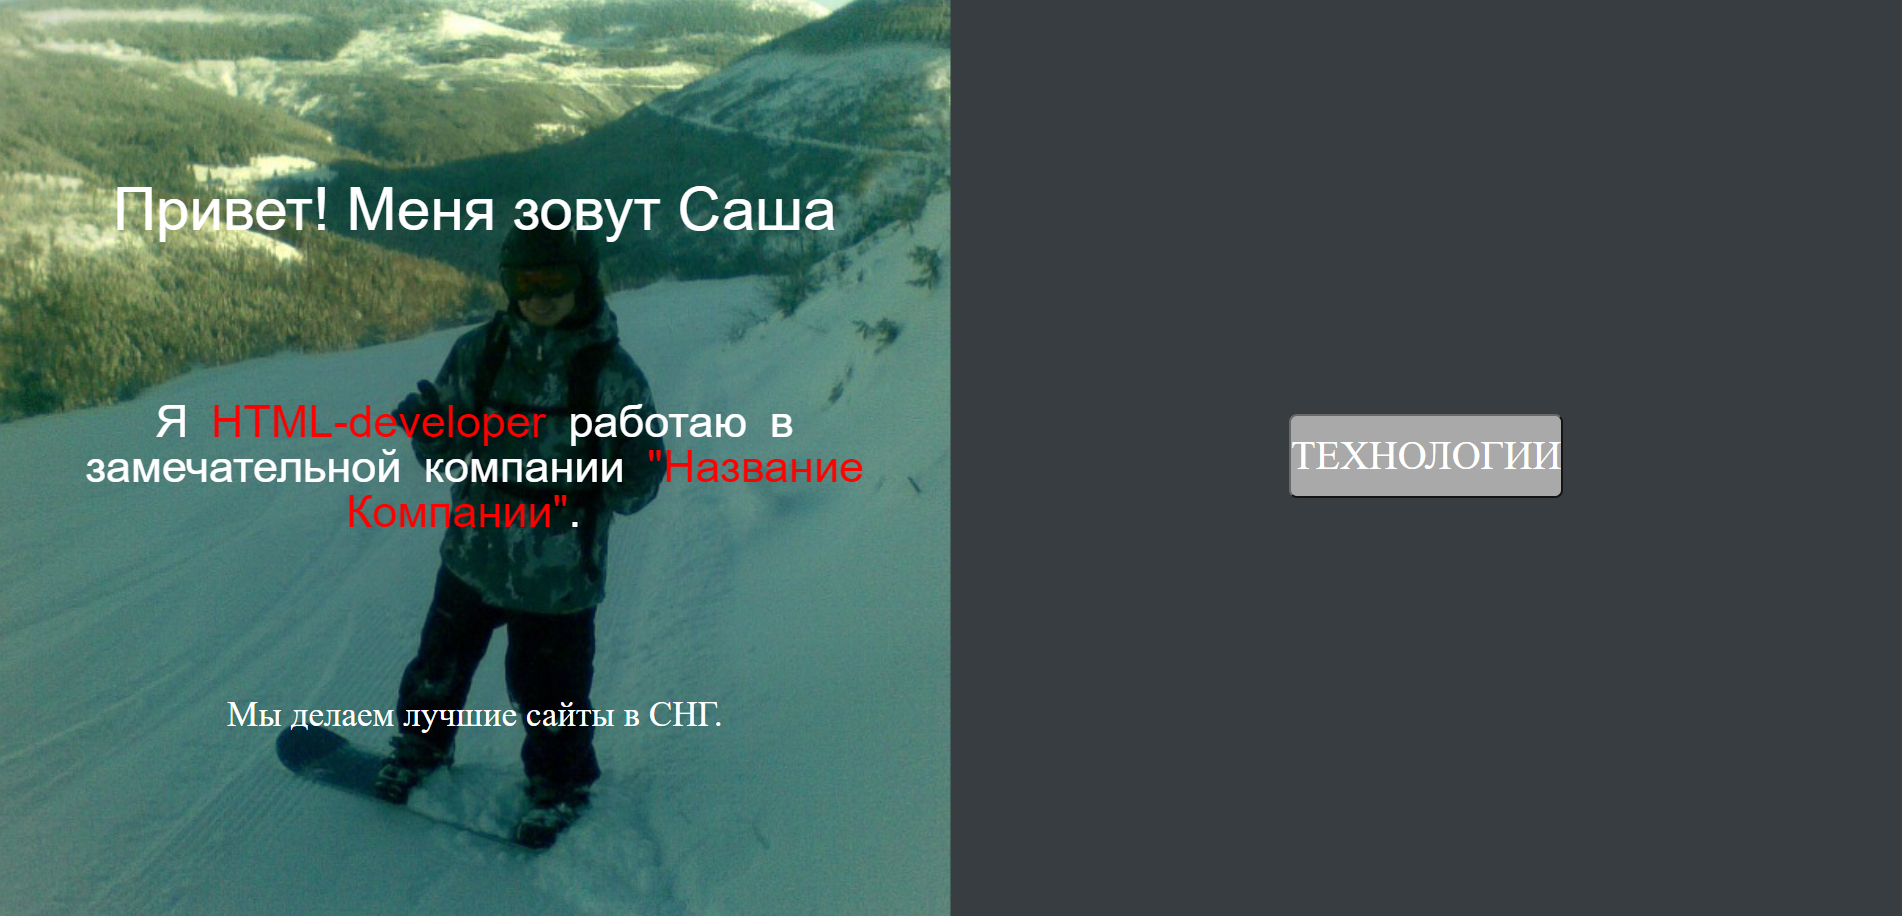 Привет! Меня зовут Саша
Я HTML-developer работаю в
замечательной компании "Название
Компании".
Мы делаем лучшие сайты в СНГ.
ТЕХНОЛОГИИ